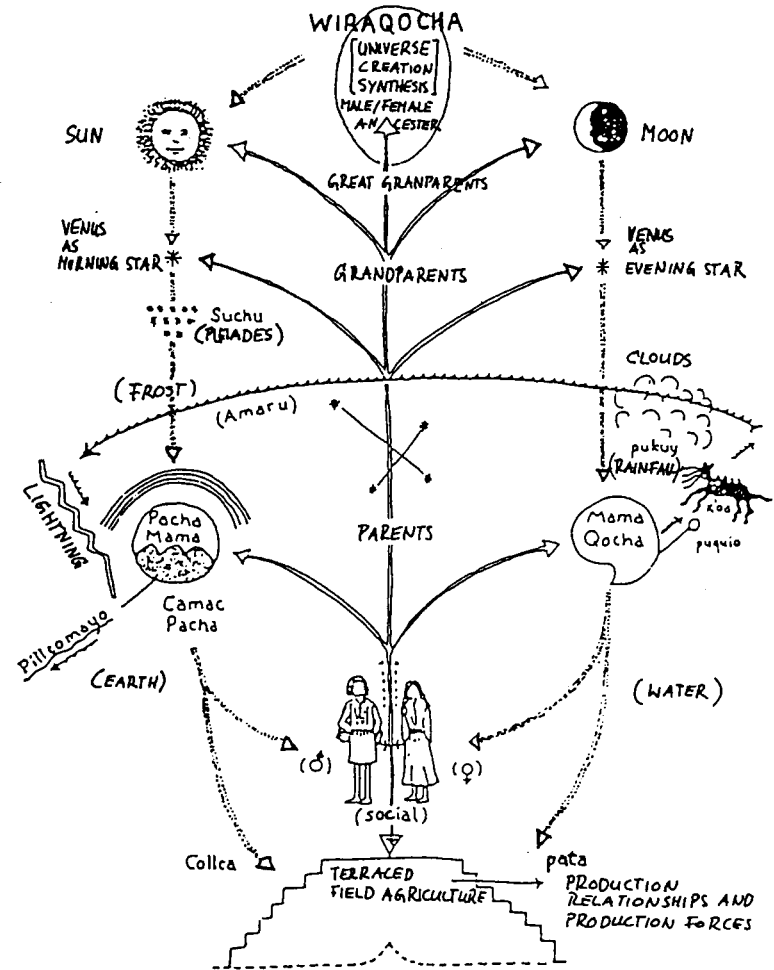 WIRAQOCHA
[UNIVERSE]
CREATION
[SYNTHESIS]
MALE/FEMALE
ANCESTER
SUN
MOON
GREAT GRANPARENTS
VENUS
AS
MORNING STAR
GRANDPARENTS
VENUS
AS
EVENING STAR
Suchu
(PLEIADES)
CLOUDS
(FROST)
(Amaru)
pukuy
(RAINFALL)
K'oa
LIGHTNING
Pacha
Mama
PARENTS
Mama
Qocha
puquio
Camac
Pacha
Pillcomayo
(EARTH)
(WATER)
(♂)
(♀)
(social)
Collca
pata
TERRACED
FIELD AGRICULTURE
PRODUCTION
RELATIONSHIPS AND
PRODUCTION FORCES